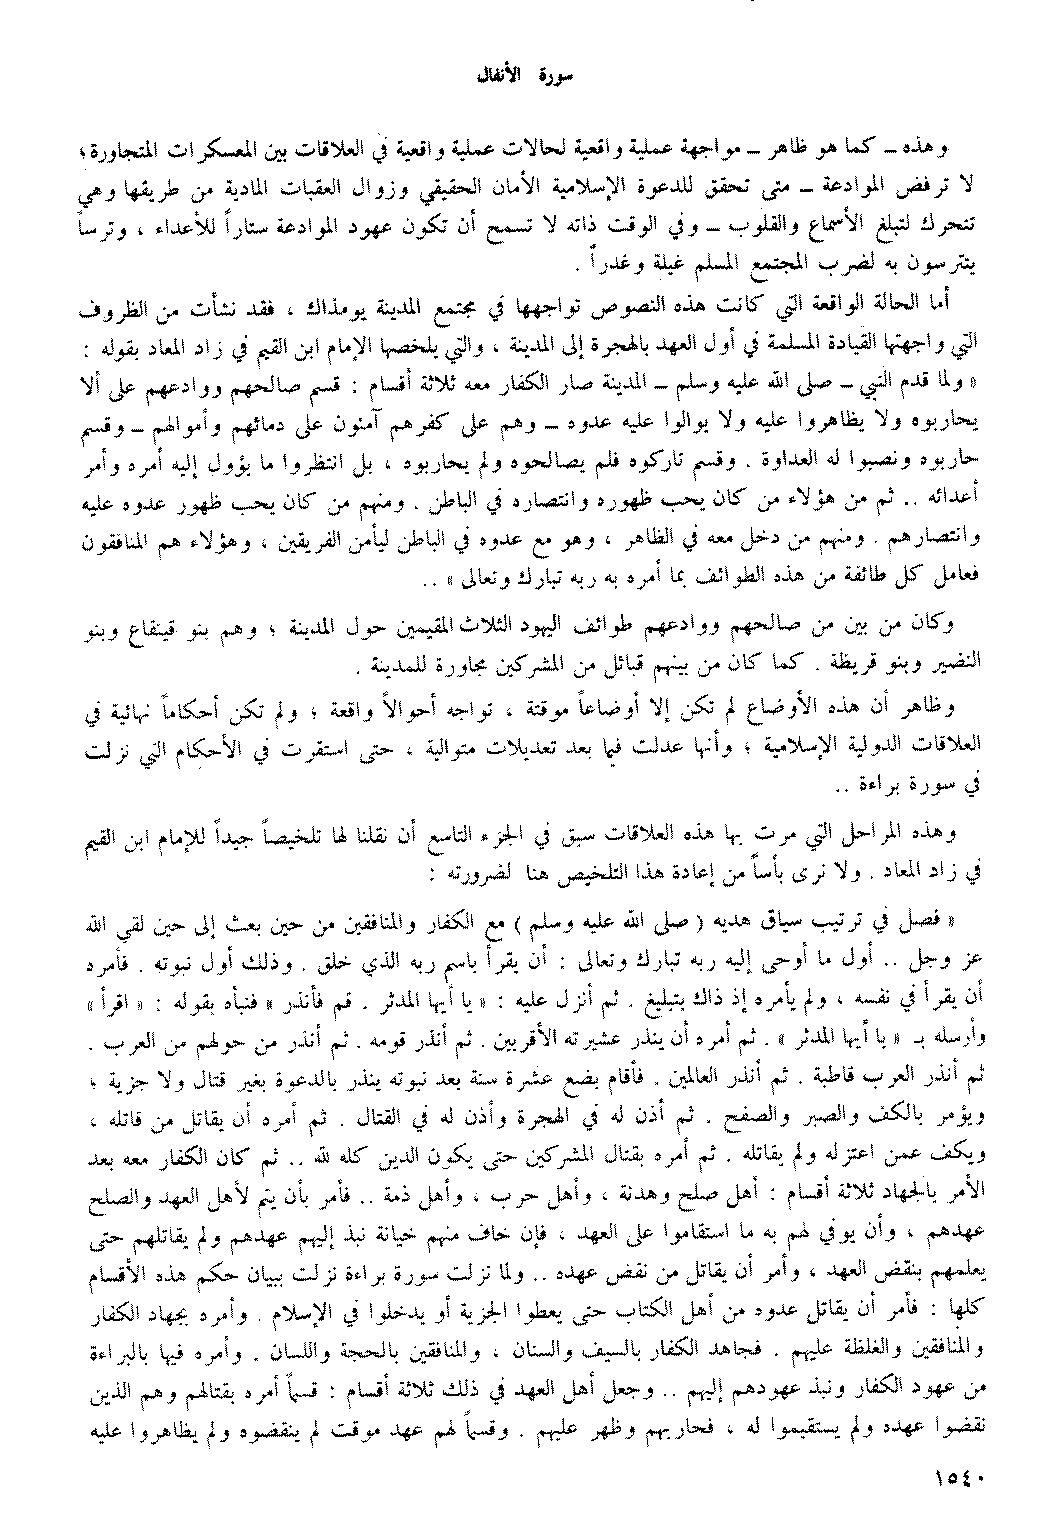 سورة الأنفال
وهذه – كما هو ظاهر – مواجهة عملية واقعية لحالات عملية واقعية في العلاقات بين المعسكرات المتجاورة ؛
لا ترفض الموادعة – متى تحقق للدعوة الإسلامية الأمان الحقيقي وزوال العقبات المادية من طريقها وهي
تتحرك لتبلغ الأسماع والقلوب – وفي الوقت ذاته لا تسمح أن تكون عهود الموادعة ستاراً للأعداء ، وترساً
يتترسون به لضرب المجتمع المسلم غيلة وغدراً .
أما الحالة الواقعة التي كانت هذه النصوص تواجهها في مجتمع المدينة يومذاك ، فقد نشأت من الظروف
التي واجهتها القيادة المسلمة في أول العهد بالهجرة إلى المدينة ، والتي يلخصها الإمام ابن القيم في زاد المعاد بقوله :
« ولما قدم النبي – صلى الله عليه وسلم – المدينة صار الكفار معه ثلاثة أقسام : قسم صالحهم ووادعهم على ألا
يحاربوه ولا يظاهروا عليه ولا يوالوا عليه عدوه – وهم على كفرهم آمنون على دمائهم وأموالهم – وقسم
حاربوه ونصبوا له العداوة . وقسم تاركوه فلم يصالحوه ولم يحاربوه ، بل انتظروا ما يؤول إليه أمره وأمر
أعدائه .. ثم من هؤلاء من كان يحب ظهوره وانتصاره في الباطن . ومنهم من كان يحب ظهور عدوه عليه
وانتصارهم . ومنهم من دخل معه في الظاهر ، وهو مع عدوه في الباطن ليأمن الفريقين ، وهؤلاء هم المنافقون
فعامل كل طائفة من هذه الطوائف بما أمره به ربه تبارك وتعالى » ..
وكان من بين من صالحهم ووادعهم طوائف اليهود الثلاث المقيمين حول المدينة ؛ وهم بنو قينقاع وبنو
النضير وبنو قريظة . كما كان من بينهم قبائل من المشركين مجاورة للمدينة .
وظاهر أن هذه الأوضاع لم تكن إلا أوضاعاً موقتة ، تواجه أحوالاً واقعة ؛ ولم تكن أحكاماً نهائية في
العلاقات الدولية الإسلامية ؛ وأنها عدلت فيما بعد تعديلات متوالية ، حتى استقرت في الأحكام التي نزلت
في سورة براءة ..
وهذه المراحل التي مرت بها هذه العلاقات سبق في الجزء التاسع أن نقلنا لها تلخيصاً جيداً للإمام ابن القيم
في زاد المعاد . ولا نرى بأساً من إعادة هذا التلخيص هنا لضرورته :
« فصل في ترتيب سياق هديه ( صلى الله عليه وسلم ) مع الكفار والمنافقين من حين بعث إلى حين لقي الله
عز وجل .. أول ما أوحى إليه ربه تبارك وتعالى : أن يقرأ باسم ربه الذي خلق . وذلك أول نبوته . فأمره
أن يقرأ في نفسه ، ولم يأمره إذ ذاك بتبليغ . ثم أنزل عليه : « يا أيها المدثر . قم فأنذر » فنبأه بقوله : « اقرأ »
وأرسله بـ « يا أيها المدثر » . ثم أمره أن ينذر عشيرته الأقربين . ثم أنذر قومه . ثم أنذر من حولهم من العرب .
ثم أنذر العرب قاطبة . ثم أنذر العالمين . فأقام بضع عشرة سنة بعد نبوته ينذر بالدعوة بغير قتال ولا جزية ؛
ويؤمر بالكف والصبر والصفح . ثم أذن له في الهجرة وأذن له في القتال . ثم أمره أن يقاتل من قاتله ،
ويكف عمن اعتزله ولم يقاتله . ثم أمره بقتال المشركين حتى يكون الدين كله لله .. ثم كان الكفار معه بعد
الأمر بالجهاد ثلاثة أقسام : أهل صلح وهدنة ، وأهل حرب ، وأهل ذمة .. فأمر بأن يتم لأهل العهد والصلح
عهدهم ، وأن يوفي لهم به ما استقاموا على العهد ، فإن خاف منهم خيانة نبذ إليهم عهدهم ولم يقاتلهم حتى
يعلمهم بنقض العهد ، وأمر أن يقاتل من نقض عهده .. ولما نزلت سورة براءة نزلت ببيان حكم هذه الأقسام
كلها : فأمر أن يقاتل عدوه من أهل الكتاب حتى يعطوا الجزية أو يدخلوا في الإسلام . وأمره بجهاد الكفار
والمنافقين والغلظة عليهم . فجاهد الكفار بالسيف والسنان ، والمنافقين بالحجة واللسان . وأمره فيها بالبراءة
من عهود الكفار ونبذ عهودهم إليهم .. وجعل أهل العهد في ذلك ثلاثة أقسام : قسماً أمره بقتالهم وهم الذين
نقضوا عهده ولم يستقيموا له ، فحاربهم وظهر عليهم . وقسماً لهم عهد موقت لم ينقضوه ولم يظاهروا عليه
١٥٤٠